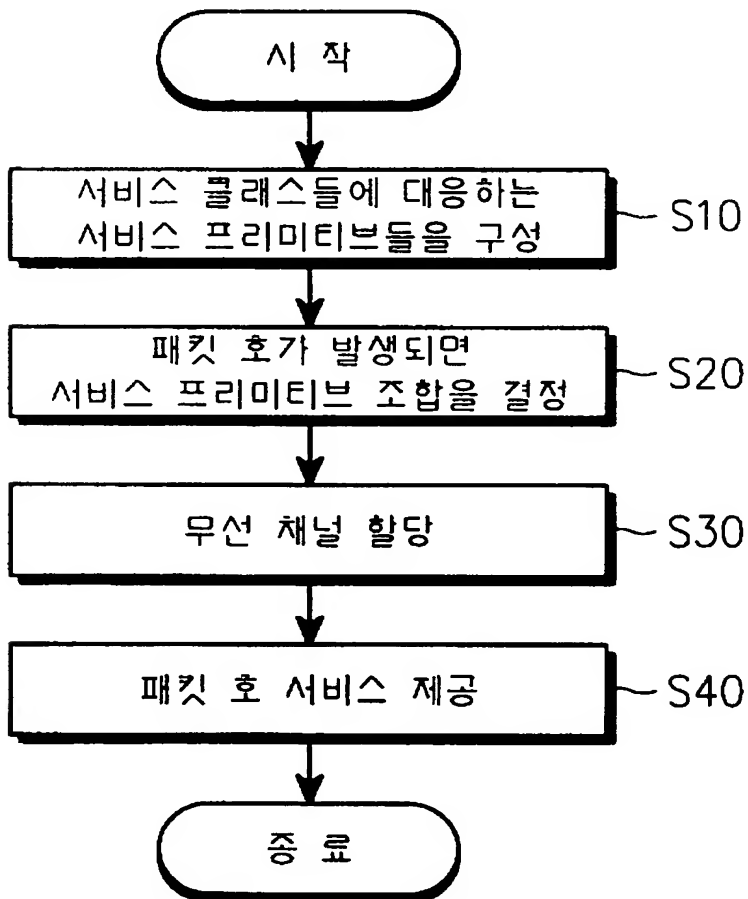 시 작
서비스 클래스들에 대응하는
서비스 프리미티브들을 구성
S10
패킷 호가 발생되면
서비스 프리미티브 조합을 결정
S20
무선 채널 할당
S30
패킷 호 서비스 제공
S40
종 료